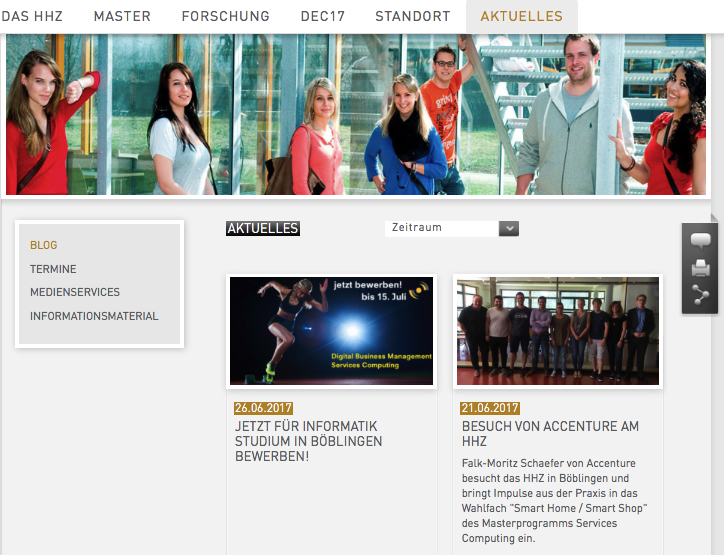 DAS HHZ MASTER FORSCHUNG DEC17 STANDORT AKTUELLES
BLOG
TERMINE
MEDIENSERVICES
INFORMATIONSMATERIAL
AKTUELLES
Zeitraum
jetzt bewerben!
bis 15. Juli
Digital Business Management
Services Computing
26.06.2017
JETZT FÜR INFORMATIK
STUDIUM IN BÖBLINGEN
BEWERBEN!
21.06.2017
BESUCH VON ACCENTURE AM
HHZ
Falk-Moritz Schaefer von Accenture
besucht das HHZ in Böblingen und
bringt Impulse aus der Praxis in das
Wahlfach "Smart Home / Smart Shop"
des Masterprogramms Services
Computing ein.